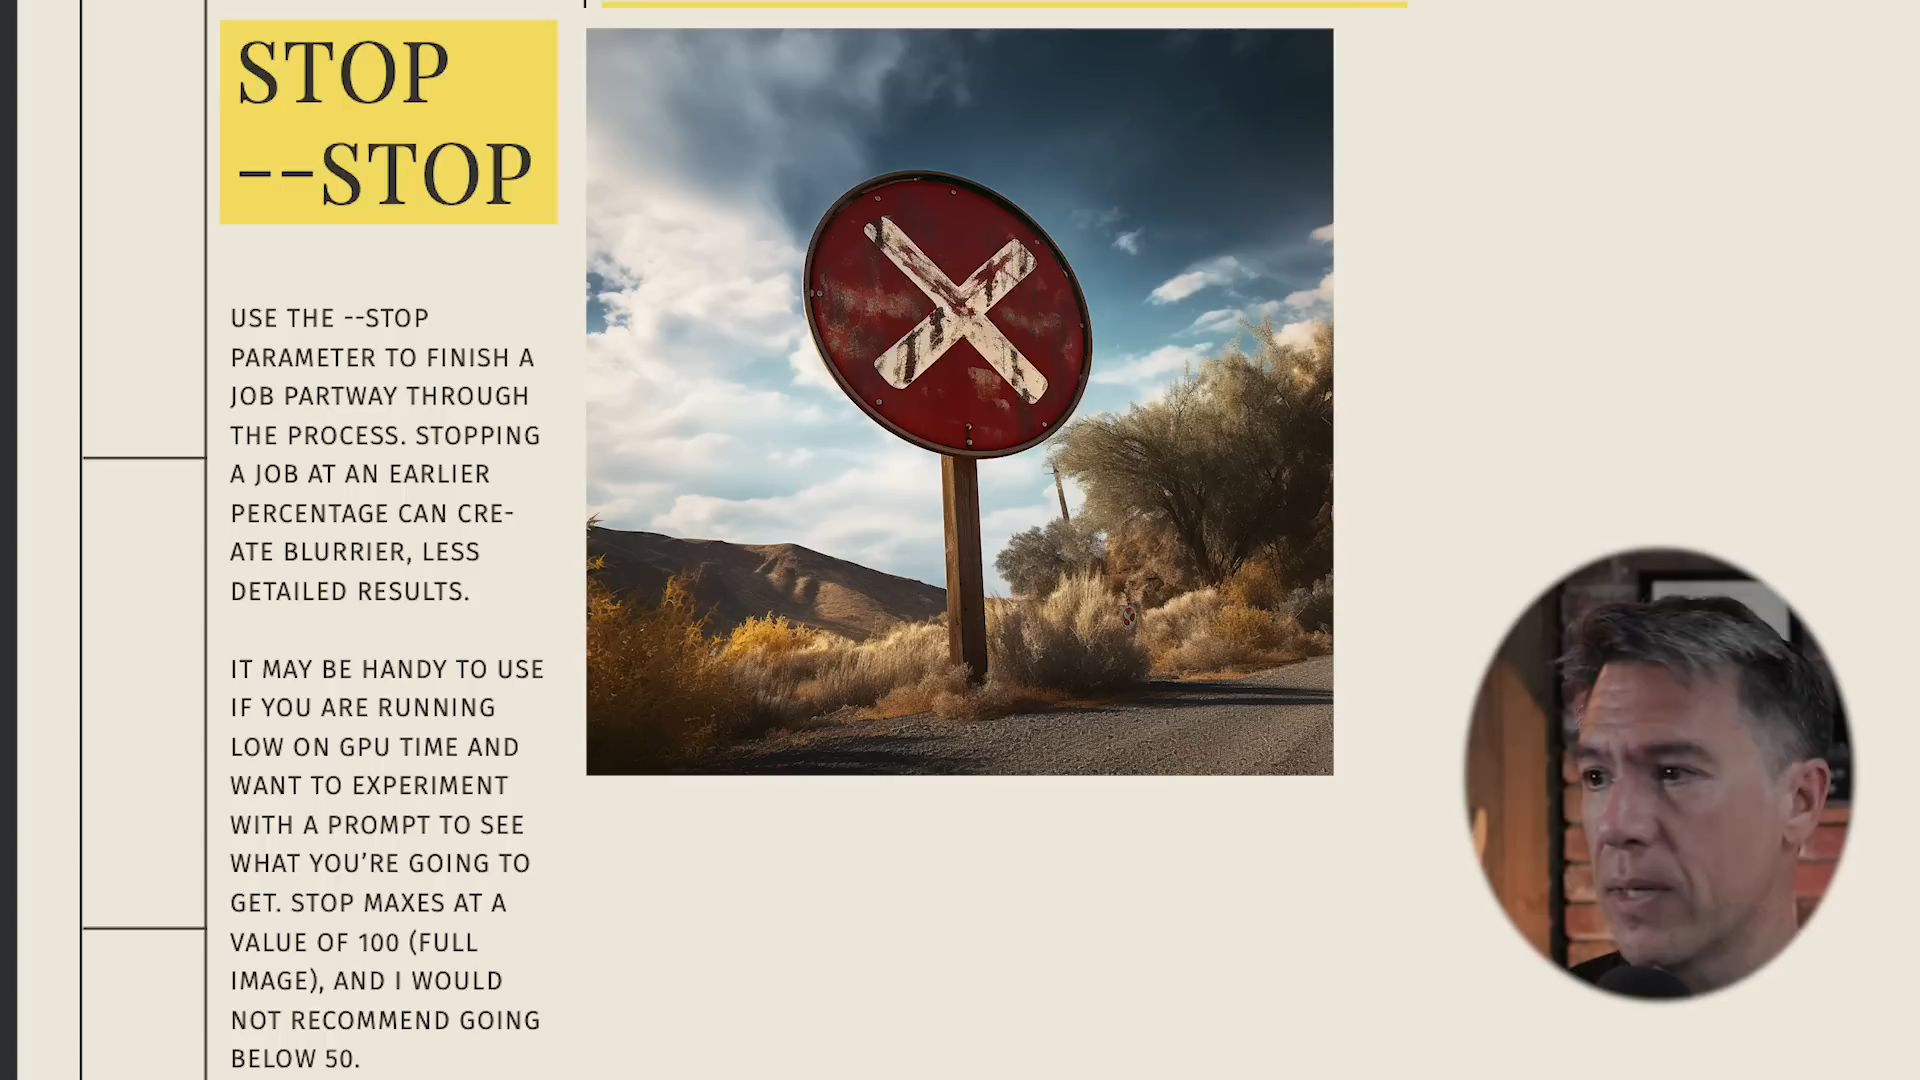 STOP
--STOP
USE THE --STOP
PARAMETER TO FINISH A
JOB PARTWAY THROUGH
THE PROCESS. STOPPING
A JOB AT AN EARLIER
PERCENTAGE CAN CRE-
ATE BLURRIER, LESS
DETAILED RESULTS.
IT MAY BE HANDY TO USE
IF YOU ARE RUNNING
LOW ON GPU TIME AND
WANT TO EXPERIMENT
WITH A PROMPT TO SEE
WHAT YOU’RE GOING TO
GET. STOP MAXES AT A
VALUE OF 100 (FULL
IMAGE), AND I WOULD
NOT RECOMMEND GOING
BELOW 50.